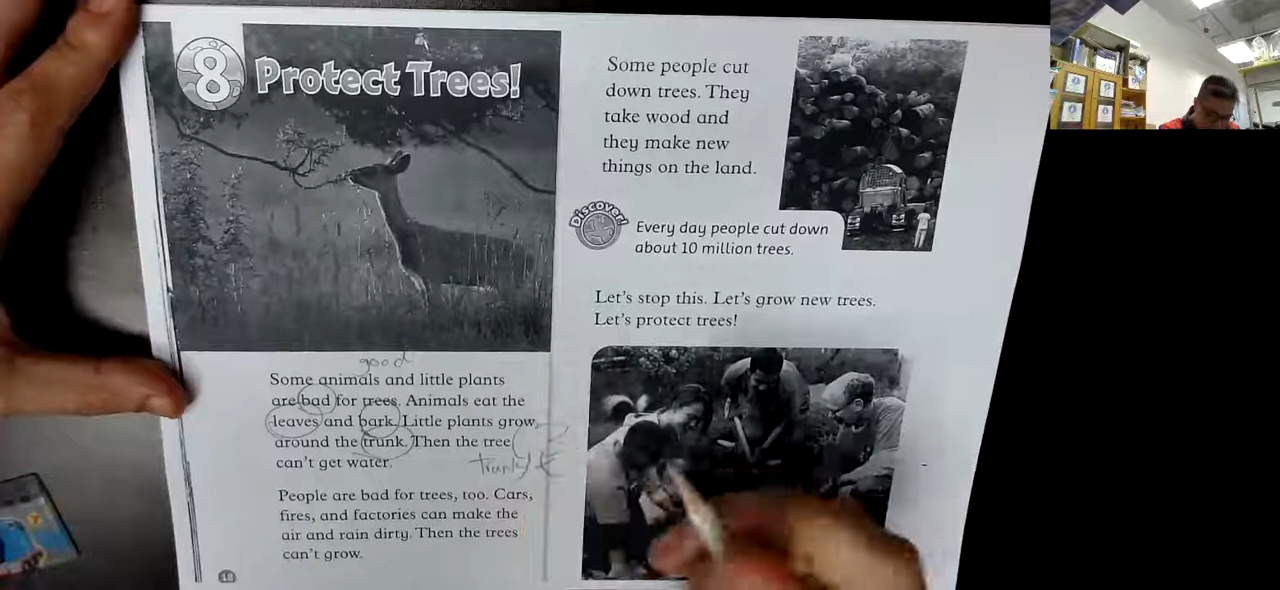 8
Protect Trees!
good
Some animals and little plants
are bad for trees. Animals eat the
leaves and bark. Little plants grow
around the trunk. Then the tree
can't get water.
People are bad for trees, too. Cars,
fires, and factories can make the
air and rain dirty. Then the trees
can't grow.
18
Some people cut
down trees. They
take wood and
they make new
things on the land.
Discover!
Every day people cut down
about 10 million trees.
Let's stop this. Let's grow new trees.
Let's protect trees!